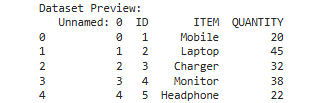 Dataset Preview:
Unnamed: 0 ID ITEM QUANTITY
0 0 1 Mobile 20
1 1 2 Laptop 45
2 2 3 Charger 32
3 3 4 Monitor 38
4 4 5 Headphone 22